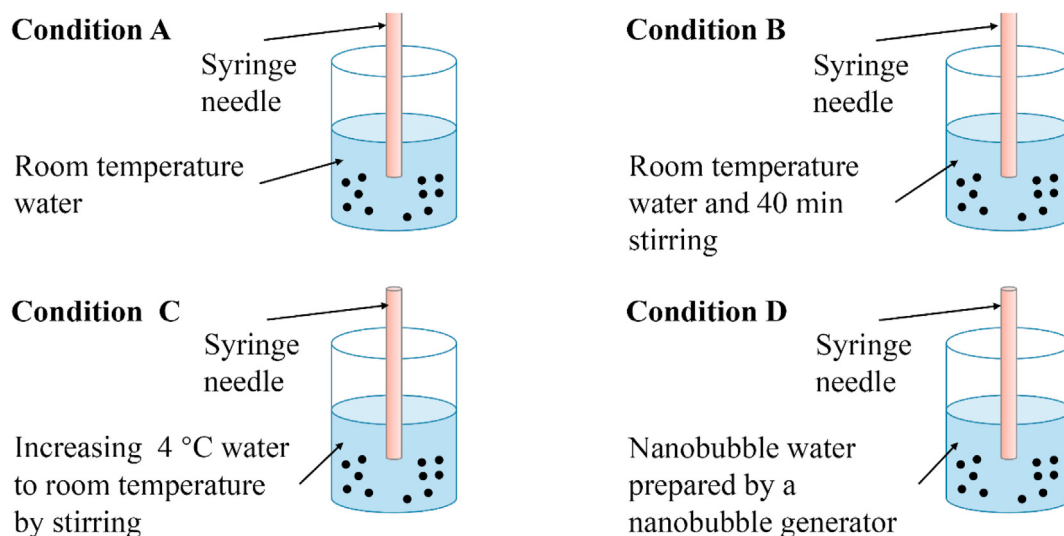 Condition A
Syringe
needle
Room temperature
water
Condition B
Syringe
needle
Room temperature
water and 40 min
stirring
Condition C
Syringe
needle
Increasing 4 °C water
to room temperature
by stirring
Condition D
Syringe
needle
Nanobubble water
prepared by a
nanobubble generator